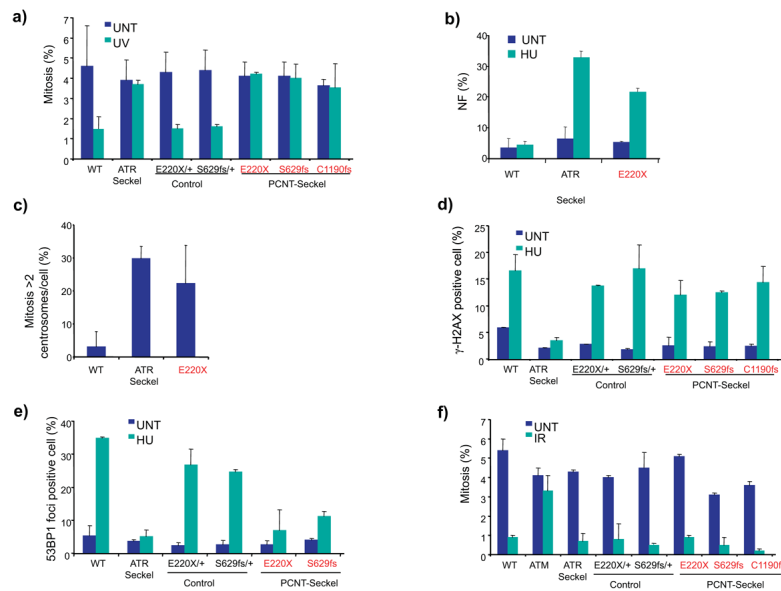 a)
UNT
UV
Mitosis (%)
7
6
5
4
3
2
1
0
WT
ATR
Seckel
E220X/+
S629fs/+
E220X
S629fs
C1190fs
Control
PCNT-Seckel
b)
UNT
HU
NF (%)
40
30
20
10
0
WT
ATR
E220X
Seckel
c)
Mitosis >2
centrosomes/cell (%)
40
30
20
10
0
WT
ATR
Seckel
E220X
d)
UNT
HU
γ-H2AX positive cell (%)
25
20
15
10
5
0
WT
ATR
Seckel
E220X/+
S629fs/+
E220X
S629fs
C1190fs
Control
PCNT-Seckel
e)
UNT
HU
53BP1 foci positive cell (%)
40
30
20
10
0
WT
ATR
Seckel
E220X/+
S629fs/+
E220X
S629fs
Control
PCNT-Seckel
f)
UNT
IR
Mitosis (%)
7
6
5
4
3
2
1
0
WT
ATM
ATR
Seckel
E220X/+
S629fs/+
E220X
S629fs
C1190f
Control
PCNT-Seckel